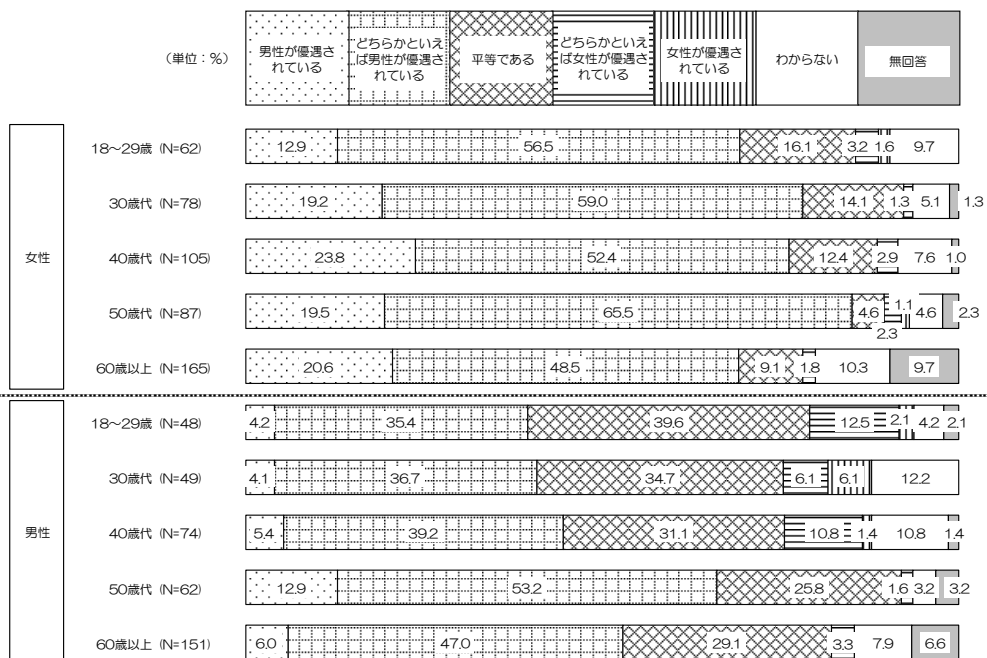 (単位：%)
男性が優遇さ
れている
どちらかといえ
ば男性が優遇さ
れている
平等である
どちらかといえ
ば女性が優遇さ
れている
女性が優遇さ
れている
わからない
無回答
女性
18～29歳 (N=62) 12.9 56.5 16.1 3.2 1.6 9.7
30歳代 (N=78) 19.2 59.0 14.1 1.3 5.1 1.3
40歳代 (N=105) 23.8 52.4 12.4 2.9 7.6 1.0
50歳代 (N=87) 19.5 65.5 4.6 2.3 1.1 4.6 2.3
60歳以上 (N=165) 20.6 48.5 9.1 1.8 10.3 9.7
男性
18～29歳 (N=48) 4.2 35.4 39.6 12.5 2.1 4.2 2.1
30歳代 (N=49) 4.1 36.7 34.7 6.1 6.1 12.2
40歳代 (N=74) 5.4 39.2 31.1 10.8 1.4 10.8 1.4
50歳代 (N=62) 12.9 53.2 25.8 1.6 3.2 3.2
60歳以上 (N=151) 6.0 47.0 29.1 3.3 7.9 6.6